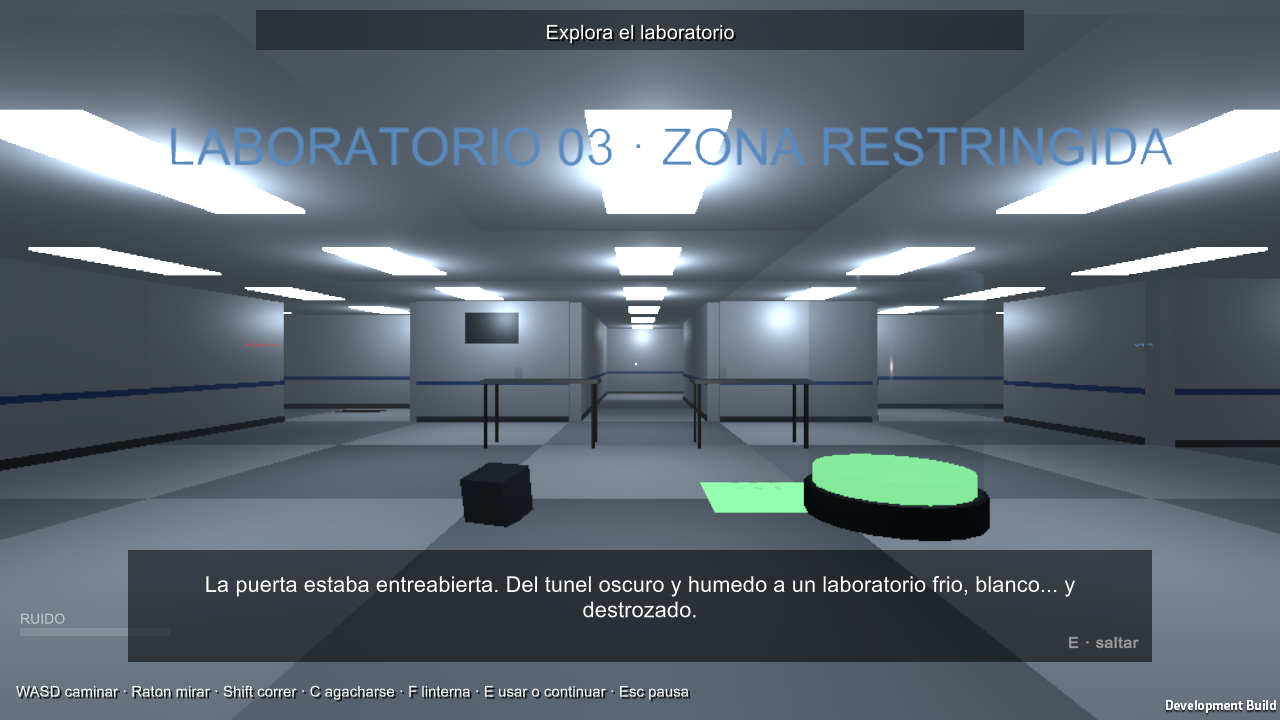 Explora el laboratorio
LABORATORIO 03 · ZONA RESTRINGIDA
La puerta estaba entreabierta. Del tunel oscuro y humedo a un laboratorio frio, blanco... y
destrozado.
RUIDO
E · saltar
WASD caminar · Raton mirar · Shift correr · C agacharse · F linterna · E usar o continuar · Esc pausa
Development Build